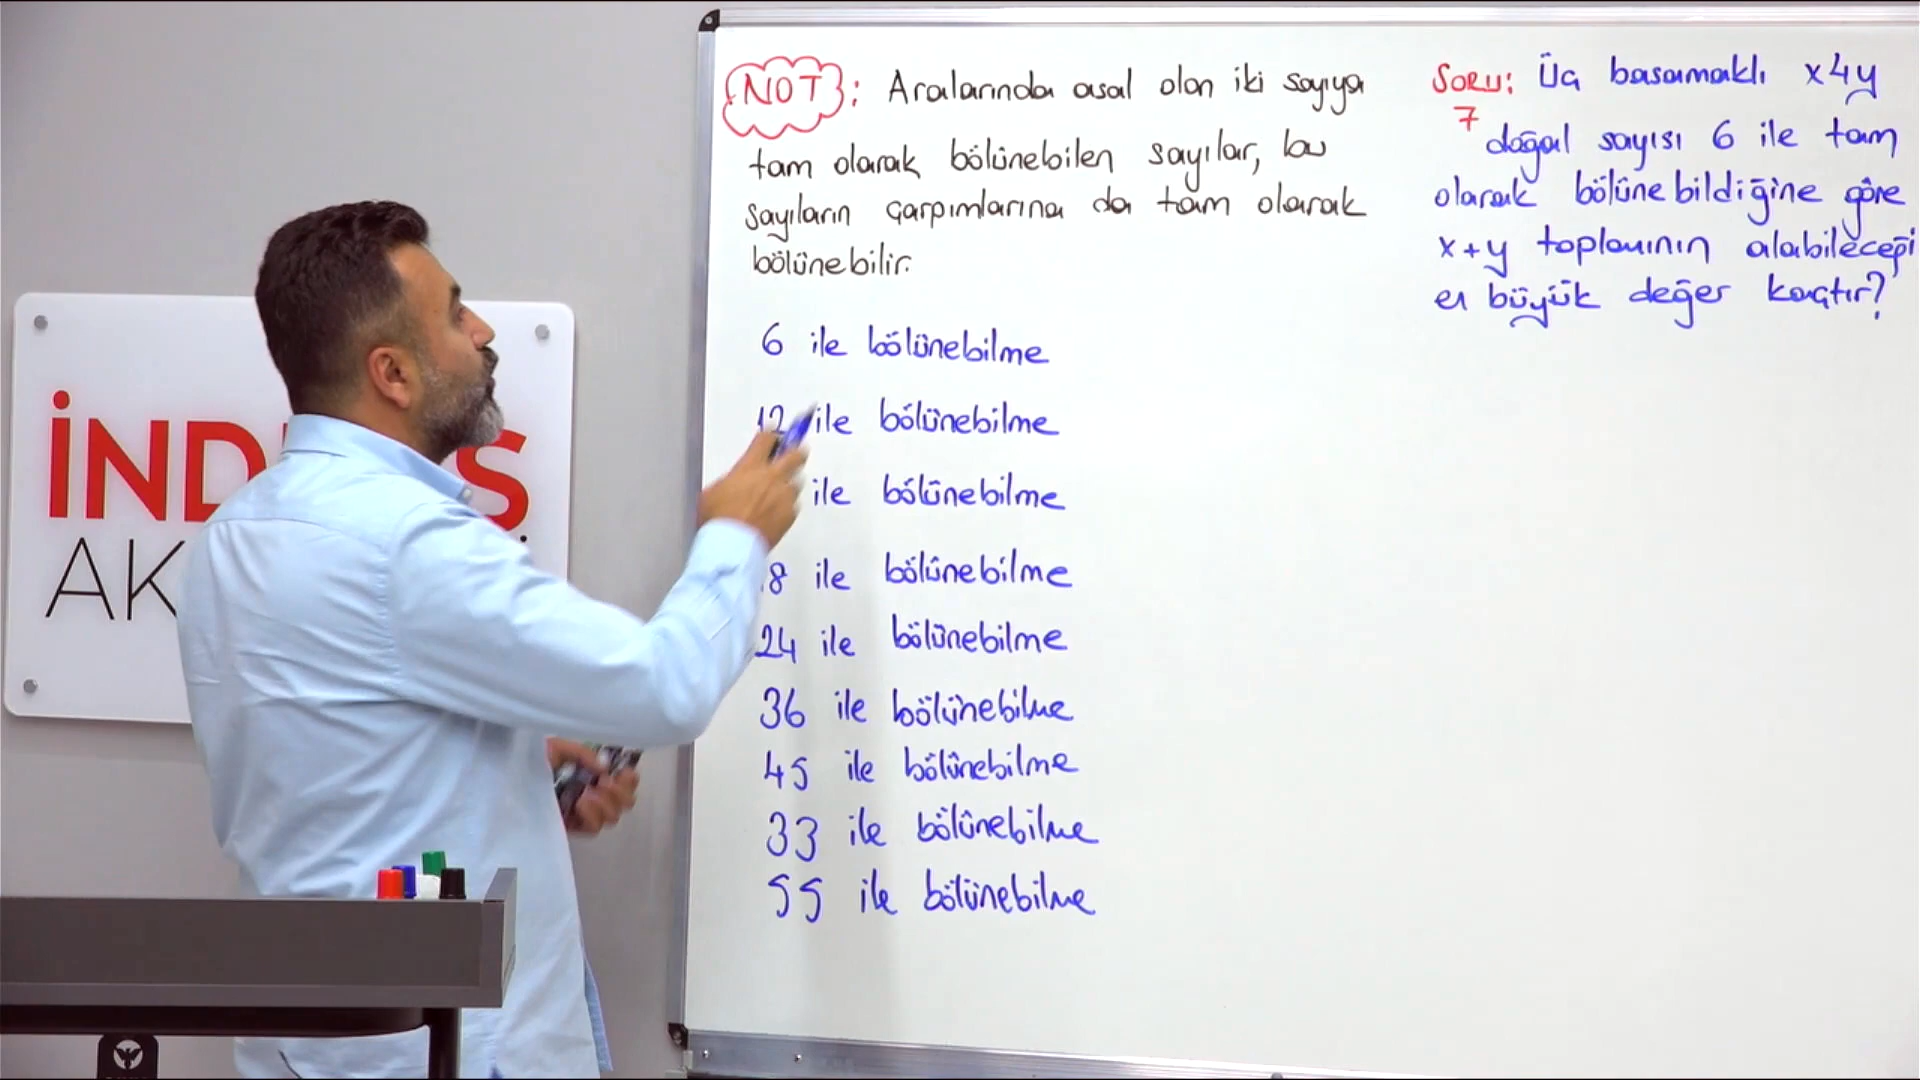 NOT: Aralarında asal olan iki sayıya
tam olarak bölünebilen sayılar, bu
sayıların çarpımlarına da tam olarak
bölünebilir.
6 ile bölünebilme
12 ile bölünebilme
ile bölünebilme
8 ile bölünebilme
24 ile bölünebilme
36 ile bölünebilme
45 ile bölünebilme
33 ile bölünebilme
55 ile bölünebilme
Soru: Üç basamaklı x4y
7 doğal sayısı 6 ile tam
olarak bölünebildiğine göre
x+y toplamının alabileceği
en büyük değer kaçtır?
İND S
AK